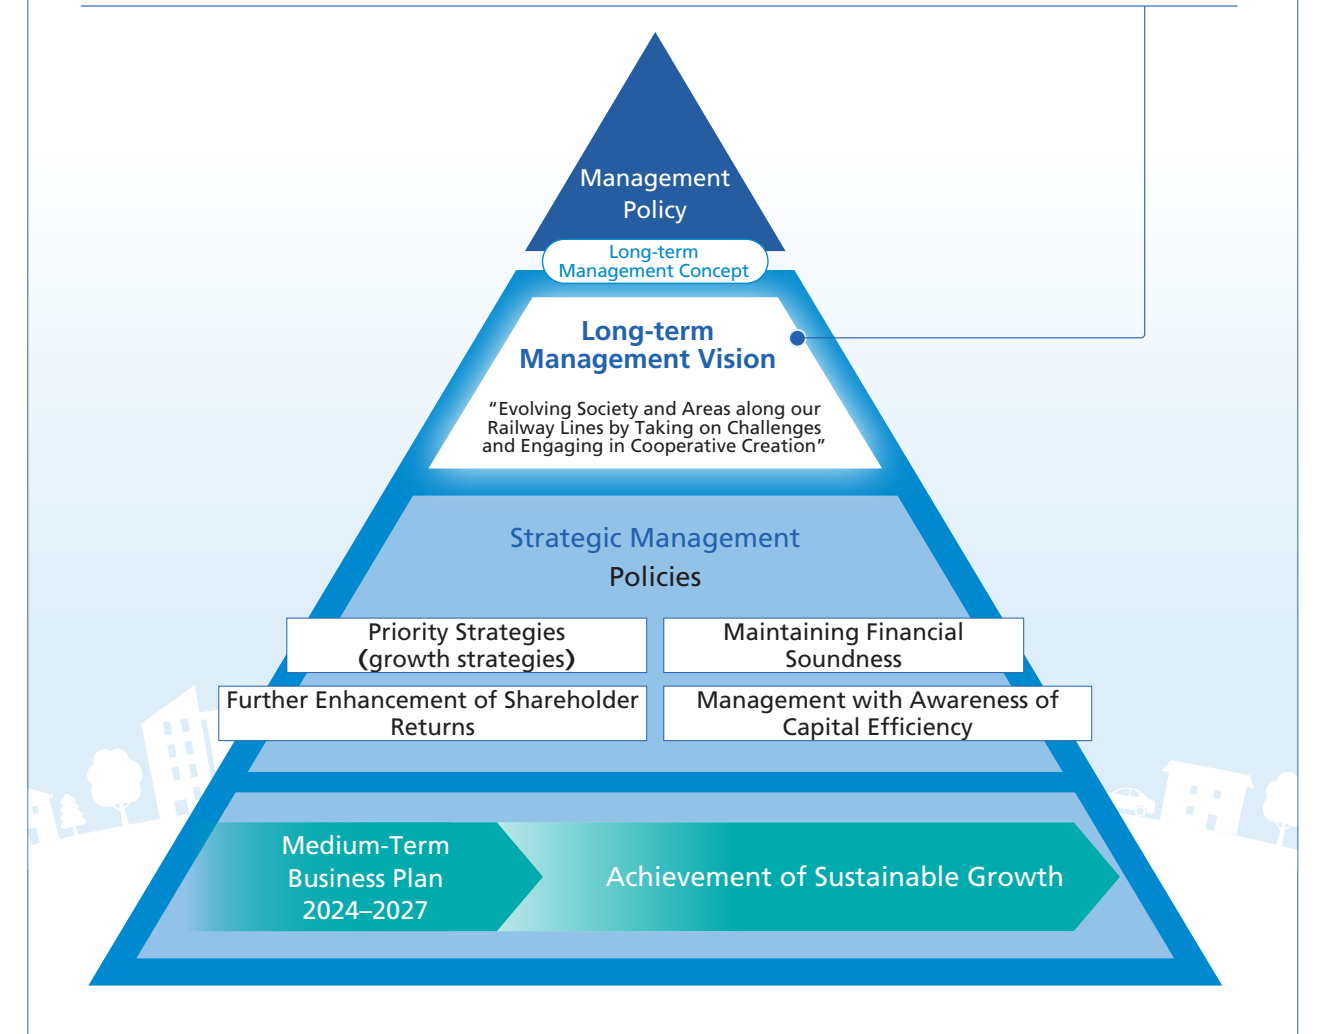 Management
Policy
Long-term
Management Concept
Long-term
Management Vision
“Evolving Society and Areas along our
Railway Lines by Taking on Challenges
and Engaging in Cooperative Creation”
Strategic Management
Policies
Priority Strategies
(growth strategies)
Maintaining Financial
Soundness
Further Enhancement of Shareholder
Returns
Management with Awareness of
Capital Efficiency
Medium-Term
Business Plan
2024–2027
Achievement of Sustainable Growth